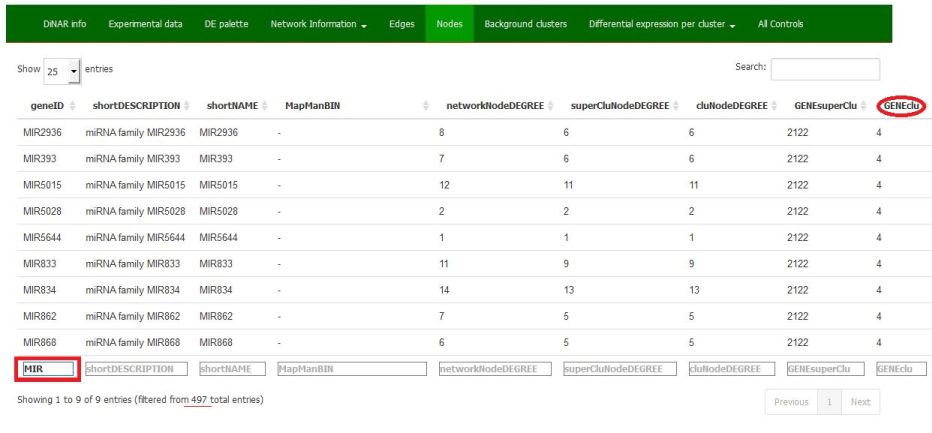 DiNAR info Experimental data DE palette Network Information Edges Nodes Background clusters Differential expression per cluster All Controls
Show 25 entries Search:
geneID shortDESCRIPTION shortNAME MapManBIN networkNodeDEGREE superCluNodeDEGREE cluNodeDEGREE GENEsuperClu GENEclu
MIR2936 miRNA family MIR2936 MIR2936 - 8 6 6 2122 4
MIR393 miRNA family MIR393 MIR393 - 7 6 6 2122 4
MIR5015 miRNA family MIR5015 MIR5015 - 12 11 11 2122 4
MIR5028 miRNA family MIR5028 MIR5028 - 2 2 2 2122 4
MIR5644 miRNA family MIR5644 MIR5644 - 1 1 1 2122 4
MIR833 miRNA family MIR833 MIR833 - 11 9 9 2122 4
MIR834 miRNA family MIR834 MIR834 - 14 13 13 2122 4
MIR862 miRNA family MIR862 MIR862 - 7 5 5 2122 4
MIR868 miRNA family MIR868 MIR868 - 6 5 5 2122 4
MIR shortDESCRIPTION shortNAME MapManBIN networkNodeDEGREE superCluNodeDEGREE cluNodeDEGREE GENEsuperClu GENEclu
Showing 1 to 9 of 9 entries (filtered from 497 total entries) Previous 1 Next